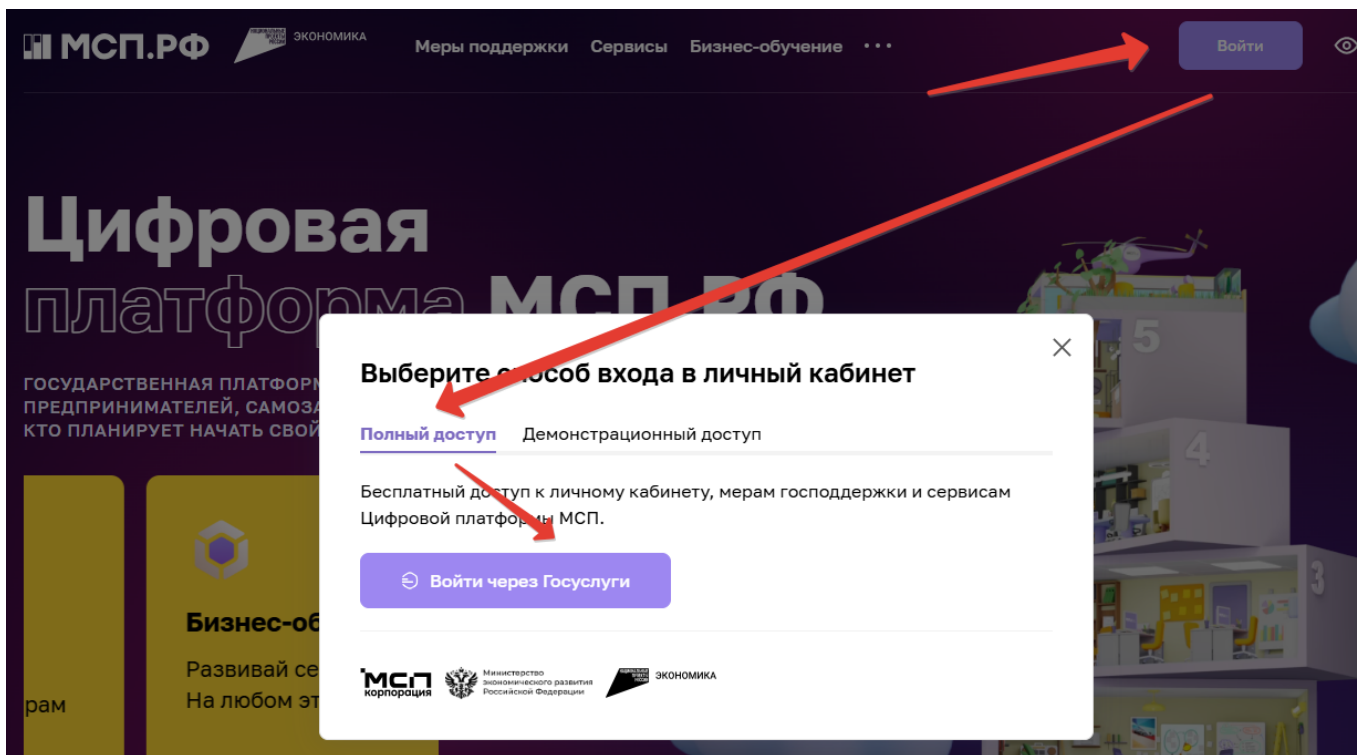 МСП.РФ
НАЦИОНАЛЬНЫЕ ПРОЕКТЫ РОССИИ
ЭКОНОМИКА
Меры поддержки Сервисы Бизнес-обучение ···
Войти
Цифровая
платформа МСП.РФ
ГОСУДАРСТВЕННАЯ ПЛАТФОРМ
ПРЕДПРИНИМАТЕЛЕЙ, САМОЗА
КТО ПЛАНИРУЕТ НАЧАТЬ СВОЙ
Выберите способ входа в личный кабинет
Полный доступ Демонстрационный доступ
Бесплатный доступ к личному кабинету, мерам господдержки и сервисам
Цифровой платформы МСП.
Войти через Госуслуги
МСП
корпорация
Министерство
экономического развития
Российской Федерации
ЭКОНОМИКА
Бизнес-об
Развивай се
На любом эт
рам
5
4
3